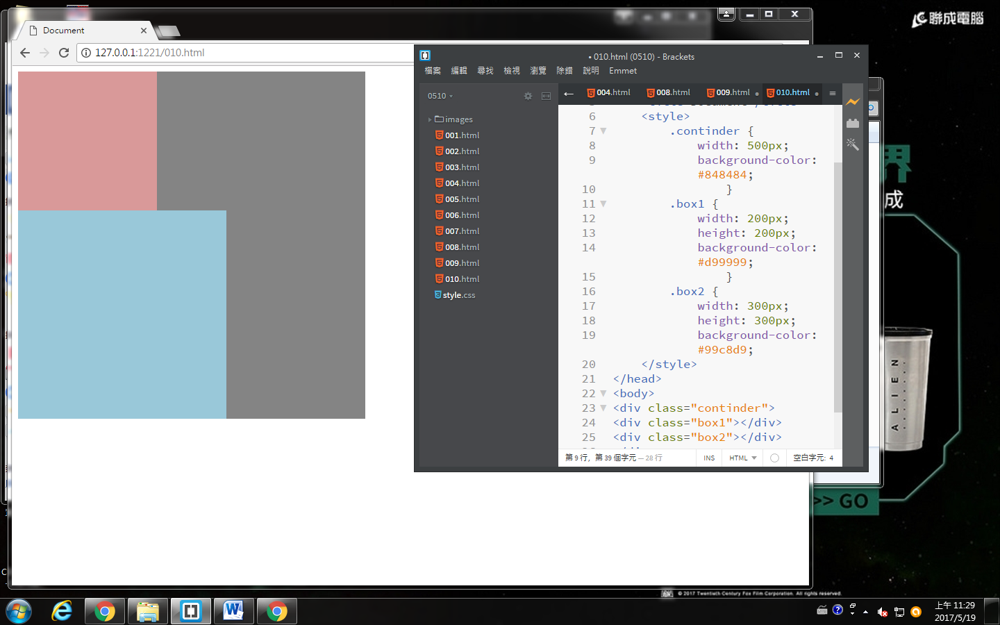 聯成電腦
Document
127.0.0.1:1221/010.html
• 010.html (0510) - Brackets
檔案 編輯 尋找 檢視 瀏覽 除錯 說明 Emmet
0510
004.html 008.html 009.html • 010.html •
images
001.html
002.html
003.html
004.html
005.html
006.html
007.html
008.html
009.html
010.html
style.css
6 <style>
7 .continder {
8 width: 500px;
9 background-color:
#848484;
10 }
11 .box1 {
12 width: 200px;
13 height: 200px;
14 background-color:
#d99999;
15 }
16 .box2 {
17 width: 300px;
18 height: 300px;
19 background-color:
#99c8d9;
20 </style>
21 </head>
22 <body>
23 <div class="continder">
24 <div class="box1"></div>
25 <div class="box2"></div>
第 9 行，第 39 個字元 — 28 行 INS HTML 空白字元: 4
界
成
ALIEN
>> GO
© 2017 Twentieth Century Fox Film Corporation. All rights reserved.
上午 11:29
2017/5/19